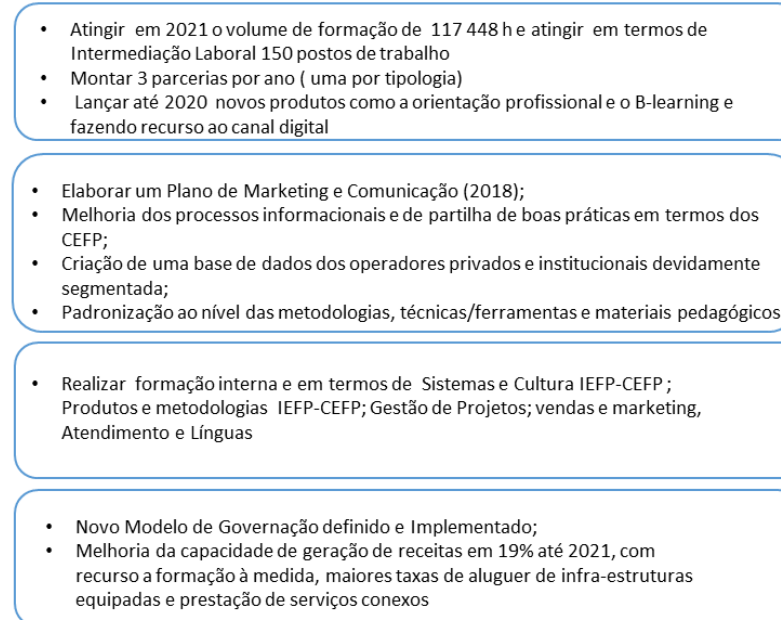 • Atingir em 2021 o volume de formação de 117 448 h e atingir em termos de
Intermediação Laboral 150 postos de trabalho
• Montar 3 parcerias por ano ( uma por tipologia)
• Lançar até 2020 novos produtos como a orientação profissional e o B-learning e
fazendo recurso ao canal digital
• Elaborar um Plano de Marketing e Comunicação (2018);
• Melhoria dos processos informacionais e de partilha de boas práticas em termos dos
CEFP;
• Criação de uma base de dados dos operadores privados e institucionais devidamente
segmentada;
• Padronização ao nível das metodologias, técnicas/ferramentas e materiais pedagógicos
• Realizar formação interna e em termos de Sistemas e Cultura IEFP-CEFP ;
Produtos e metodologias IEFP-CEFP; Gestão de Projetos; vendas e marketing,
Atendimento e Línguas
• Novo Modelo de Governação definido e Implementado;
• Melhoria da capacidade de geração de receitas em 19% até 2021, com
recurso a formação à medida, maiores taxas de aluguer de infra-estruturas
equipadas e prestação de serviços conexos